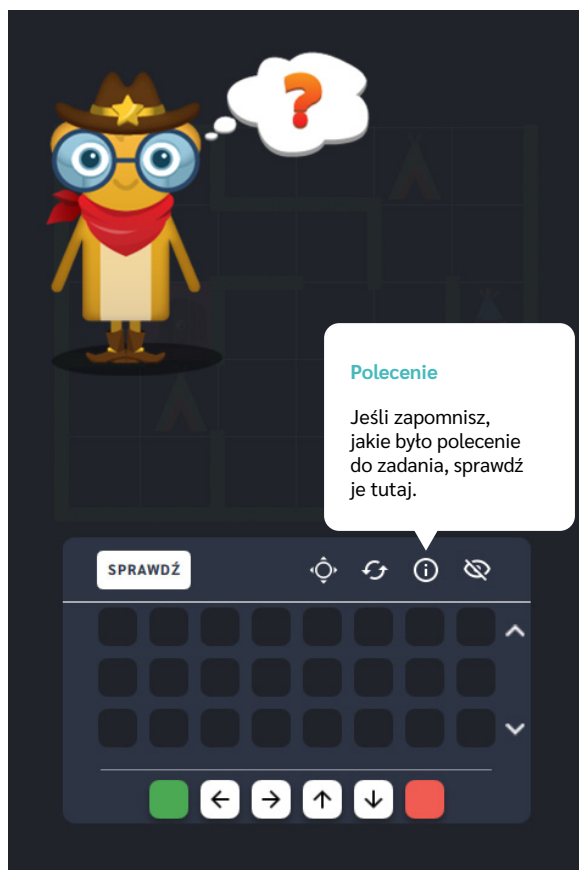 ?
Polecenie
Jeśli zapomnisz,
jakie było polecenie
do zadania, sprawdź
je tutaj.
SPRAWDŹ